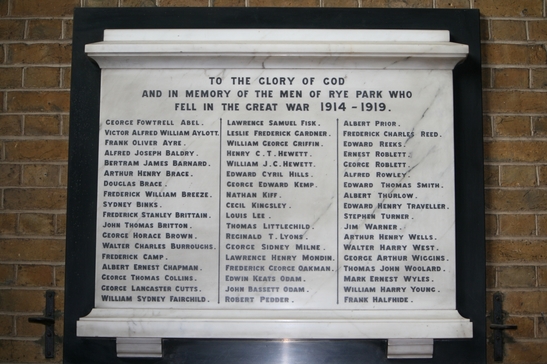 TO THE GLORY OF GOD
AND IN MEMORY OF THE MEN OF RYE PARK WHO
FELL IN THE GREAT WAR 1914 - 1919.
GEORGE FOWTRELL ABEL.
VICTOR ALFRED WILLIAM AYLOTT.
FRANK OLIVER AYRE.
ALFRED JOSEPH BALDRY.
BERTRAM JAMES BARNARD.
ARTHUR HENRY BRACE.
DOUGLAS BRACE.
FREDERICK WILLIAM BREEZE.
SYDNEY BINKS.
FREDERICK STANLEY BRITTAIN.
JOHN THOMAS BRITTON.
GEORGE HORACE BROWN.
WALTER CHARLES BURROUGHS.
FREDERICK CAMP.
ALBERT ERNEST CHAPMAN.
GEORGE THOMAS COLLINS.
GEORGE LANCASTER CUTTS.
WILLIAM SYDNEY FAIRCHILD.
LAWRENCE SAMUEL FISK.
LESLIE FREDERICK GARDNER.
WILLIAM GEORGE GRIFFIN.
HENRY C.T. HEWETT.
WILLIAM J.C. HEWETT.
EDWARD CYRIL HILLS.
GEORGE EDWARD KEMP.
NATHAN KIFF.
CECIL KINGSLEY.
LOUIS LEE.
THOMAS LITTLECHILD.
REGINALD T. LYONS.
GEORGE SIDNEY MILNE.
LAWRENCE HENRY MONDIN.
FREDERICK GEORGE OAKMAN.
EDWIN KEATS ODAM.
JOHN BASSETT ODAM.
ROBERT PEDDER.
ALBERT PRIOR.
FREDERICK CHARLES REED.
EDWARD REEKS.
ERNEST ROBLETT.
GEORGE ROBLETT.
ALFRED ROWLEY.
EDWARD THOMAS SMITH.
ALBERT THURLOW.
EDWARD HENRY TRAVELLER.
STEPHEN TURNER.
JIM WARNER.
ARTHUR HENRY WELLS.
WALTER HARRY WEST.
GEORGE ARTHUR WIGGINS.
THOMAS JOHN WOOLARD.
MARK ERNEST WYLES.
WILLIAM HARRY YOUNG.
FRANK HALFHIDE.